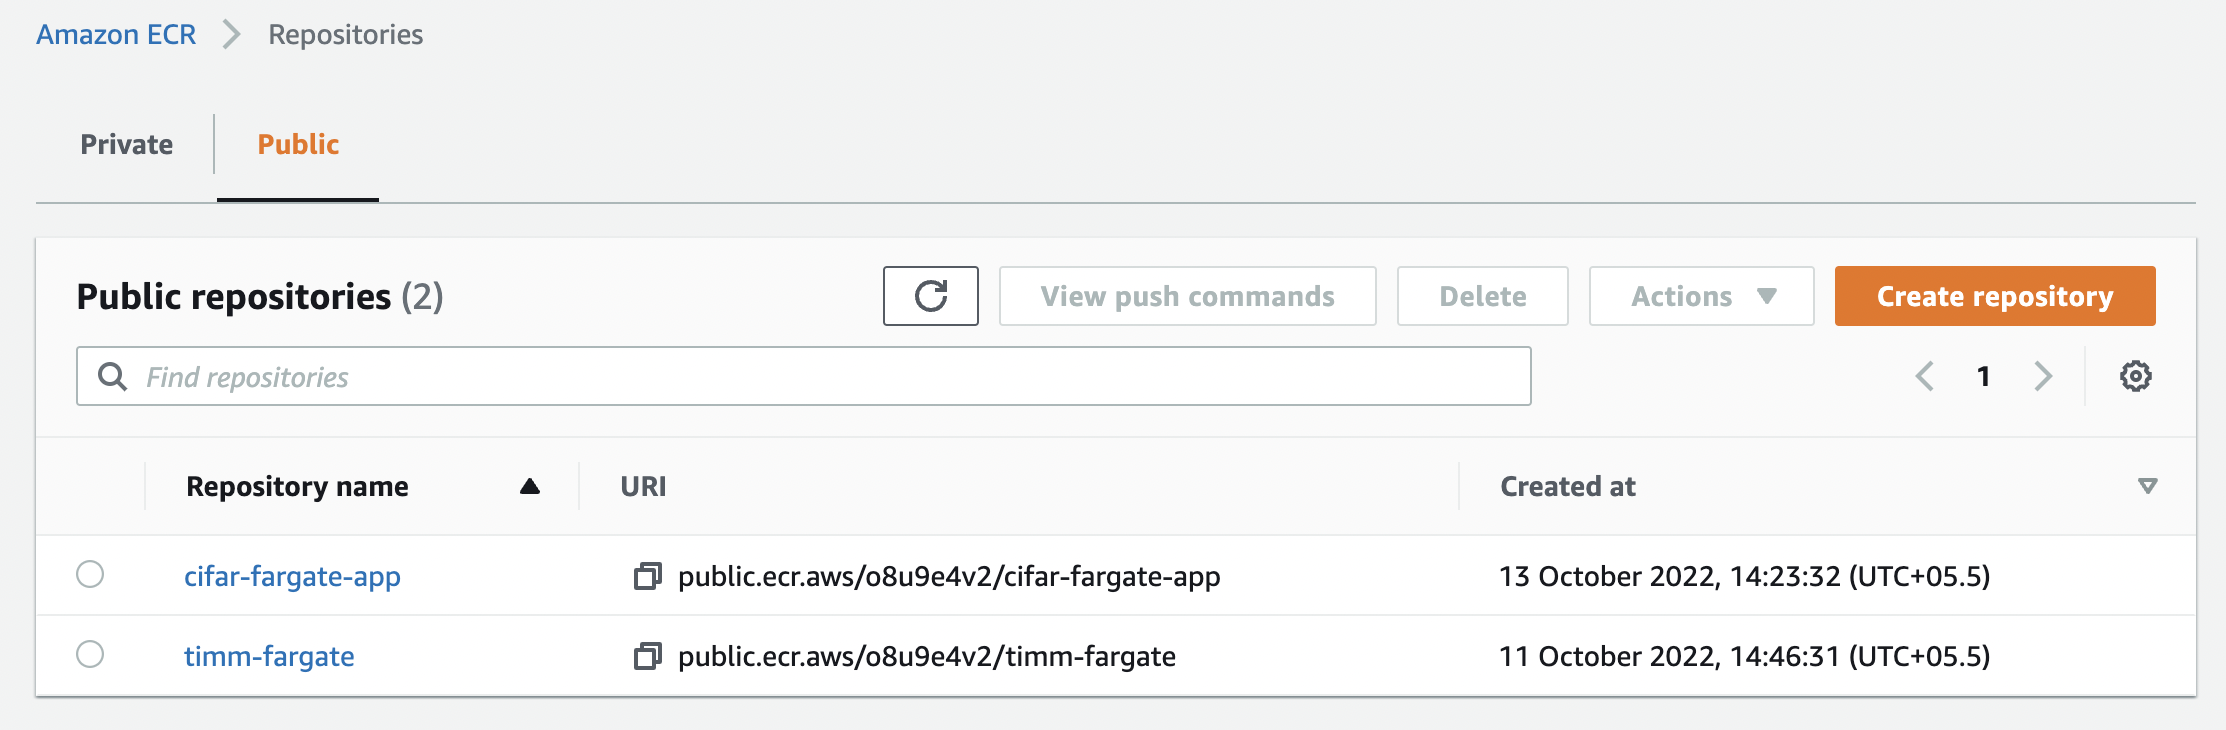 Amazon ECR Repositories
Private Public
Public repositories (2) View push commands Delete Actions Create repository
Find repositories 1
Repository name URI Created at
cifar-fargate-app public.ecr.aws/o8u9e4v2/cifar-fargate-app 13 October 2022, 14:23:32 (UTC+05.5)
timm-fargate public.ecr.aws/o8u9e4v2/timm-fargate 11 October 2022, 14:46:31 (UTC+05.5)